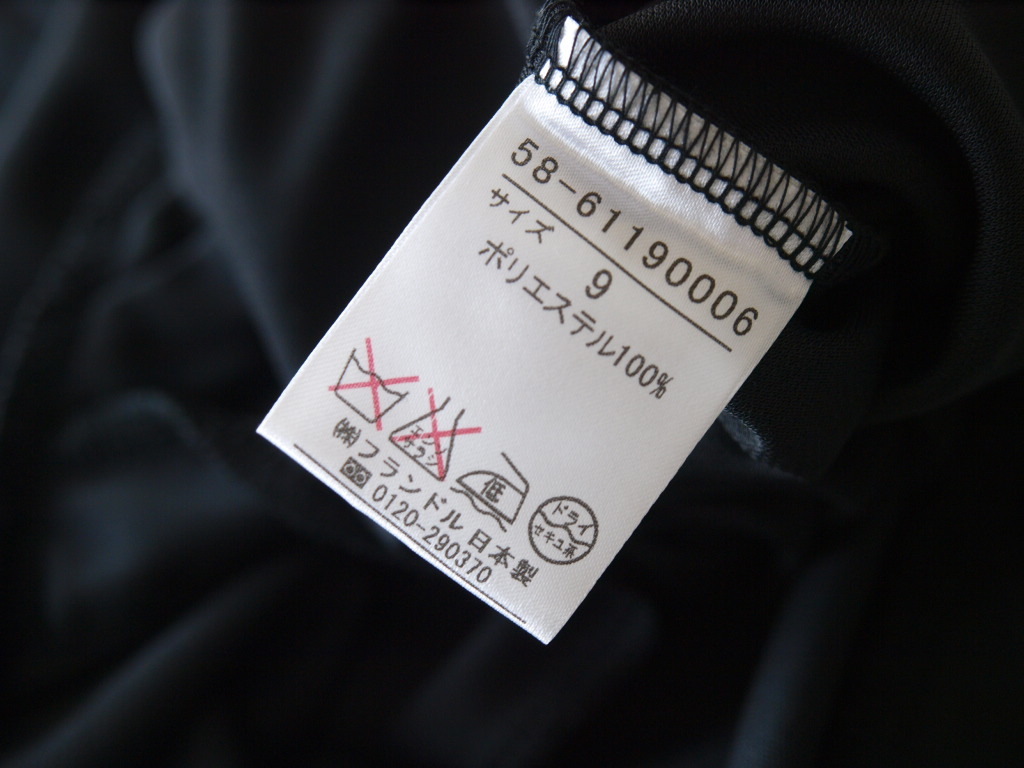 58-61190006
サイズ 9
ポリエステル100%
エンソ
サラシ
低
ドライ
セキユ系
(株)フランドル 日本製
0120-290370